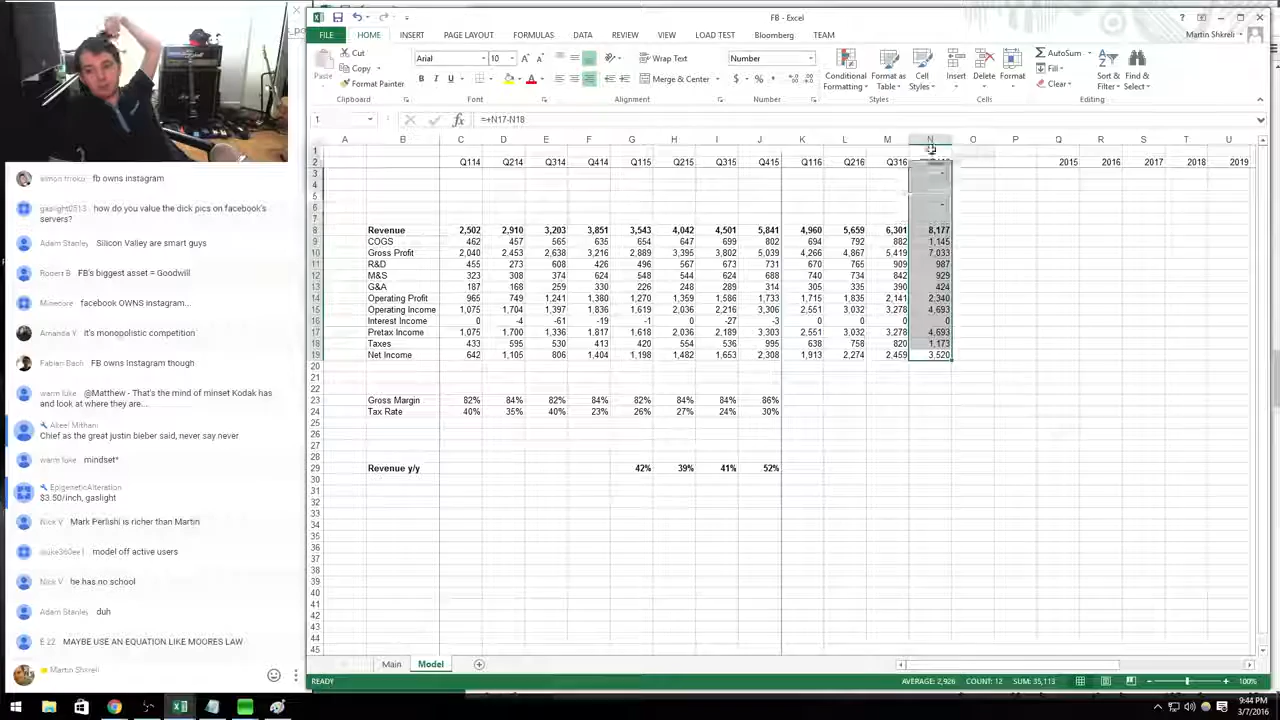 FB - Excel
FILE HOME INSERT PAGE LAYOUT FORMULAS DATA REVIEW VIEW LOAD TEST Bloomberg TEAM
Martin Shkreli
Paste
Cut
Copy
Format Painter
Clipboard
Arial 10
B I U
Font
Wrap Text
Merge & Center
Alignment
Number
$ % ,
Number
Conditional Formatting
Format as Table
Cell Styles
Styles
Insert Delete Format
Cells
AutoSum
Fill
Clear
Sort & Filter
Find & Select
Editing
1 =+N17-N18
A B C D E F G H I J K L M N O P Q R S T U
Q114 Q214 Q314 Q414 Q115 Q215 Q315 Q415 Q116 Q216 Q316 2015 2016 2017 2018 2019
Revenue 2,502 2,910 3,203 3,851 3,543 4,042 4,501 5,841 4,960 5,659 6,301 8,177
COGS 462 457 565 635 654 647 699 802 694 792 882 1,145
Gross Profit 2,040 2,453 2,638 3,216 2,889 3,395 3,802 5,039 4,266 4,867 5,419 7,033
R&D 455 273 608 426 496 567 673 731 670 765 909 987
M&S 323 308 374 624 548 544 624 688 740 734 842 929
G&A 187 168 259 330 226 248 289 314 305 335 390 424
Operating Profit 965 749 1,241 1,380 1,270 1,359 1,586 1,733 1,715 1,835 2,141 2,340
Operating Income 1,075 1,704 1,397 1,836 1,619 2,036 2,216 3,306 2,551 3,032 3,278 4,693
Interest Income 0 -4 -61 -19 -1 0 -27 -3 0 0 0 0
Pretax Income 1,075 1,700 1,336 1,817 1,618 2,036 2,189 3,303 2,551 3,032 3,278 4,693
Taxes 433 595 530 413 420 554 536 995 638 758 820 1,173
Net Income 642 1,105 806 1,404 1,198 1,482 1,653 2,308 1,913 2,274 2,459 3,520
Gross Margin 82% 84% 82% 84% 82% 84% 84% 86%
Tax Rate 40% 35% 40% 23% 26% 27% 24% 30%
Revenue y/y 42% 39% 41% 52%
Main Model
READY AVERAGE: 2,926 COUNT: 12 SUM: 35,113 100%
fb owns instagram
gaslight0513 how do you value the dick pics on facebook's
servers?
Adam Stanley Silicon Valley are smart guys
Robert B FB's biggest asset = Goodwill
facebook OWNS instagram...
Amanda Y It's monopolistic competition
Fabian Bach FB owns Instagram though
warm luke @Matthew - That's the mind of minset Kodak has
and look at where they are...
Aleef Mithani
Chief as the great justin bieber said, never say never
warm luke mindset*
EpigeneticAlteration
$3.50/inch, gaslight
Nick V Mark Perlishi is richer than Martin
model off active users
Nick V he has no school
Adam Stanley duh
E 22 MAYBE USE AN EQUATION LIKE MOORES LAW
Martin Shkreli
9:44 PM
3/7/2016